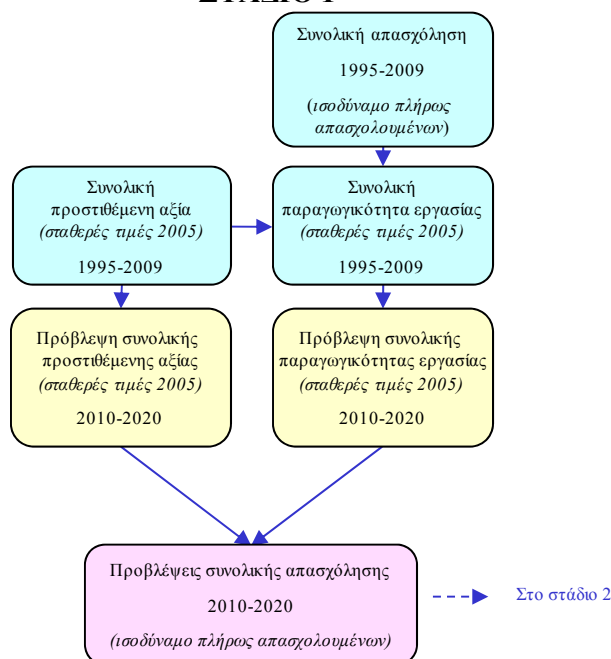 ΣΤΑΔΙΟ 1
Συνολική απασχόληση
1995-2009
(ισοδύναμο πλήρως
απασχολουμένων)
Συνολική
προστιθέμενη αξία
(σταθερές τιμές 2005)
1995-2009
Συνολική
παραγωγικότητα εργασίας
(σταθερές τιμές 2005)
1995-2009
Πρόβλεψη συνολικής
προστιθέμενης αξίας
(σταθερές τιμές 2005)
2010-2020
Πρόβλεψη συνολικής
παραγωγικότητας εργασίας
(σταθερές τιμές 2005)
2010-2020
Προβλέψεις συνολικής απασχόλησης
2010-2020
(ισοδύναμο πλήρως απασχολουμένων)
Στο στάδιο 2